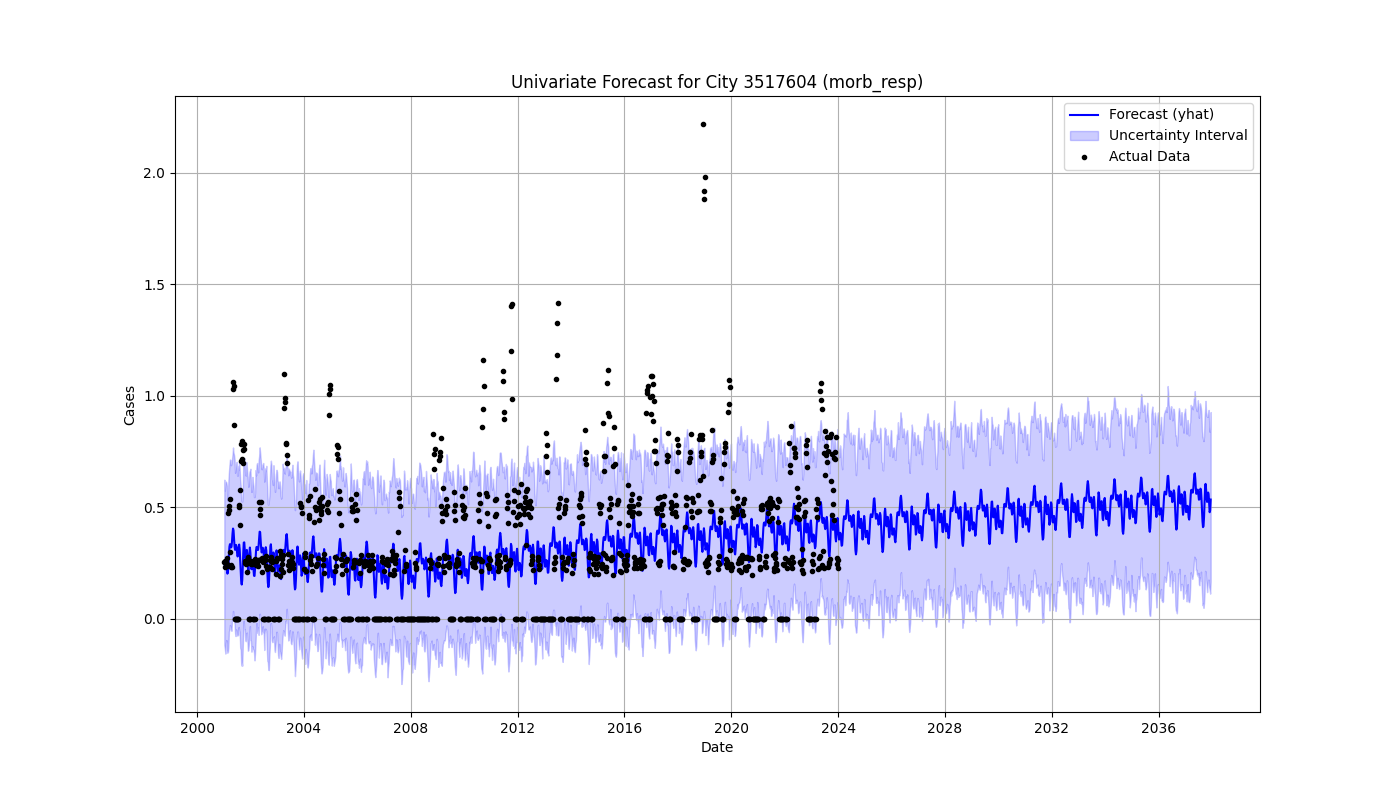 Univariate Forecast for City 3517604 (morb_resp)
Forecast (yhat)
Uncertainty Interval
Actual Data
Cases
2.0
1.5
1.0
0.5
0.0
2000 2004 2008 2012 2016 2020 2024 2028 2032 2036
Date